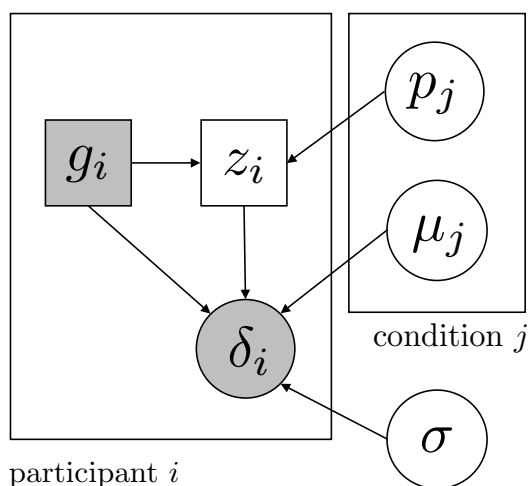 p_j
g_i z_i
μ_j
condition j
δ_i
σ
participant i